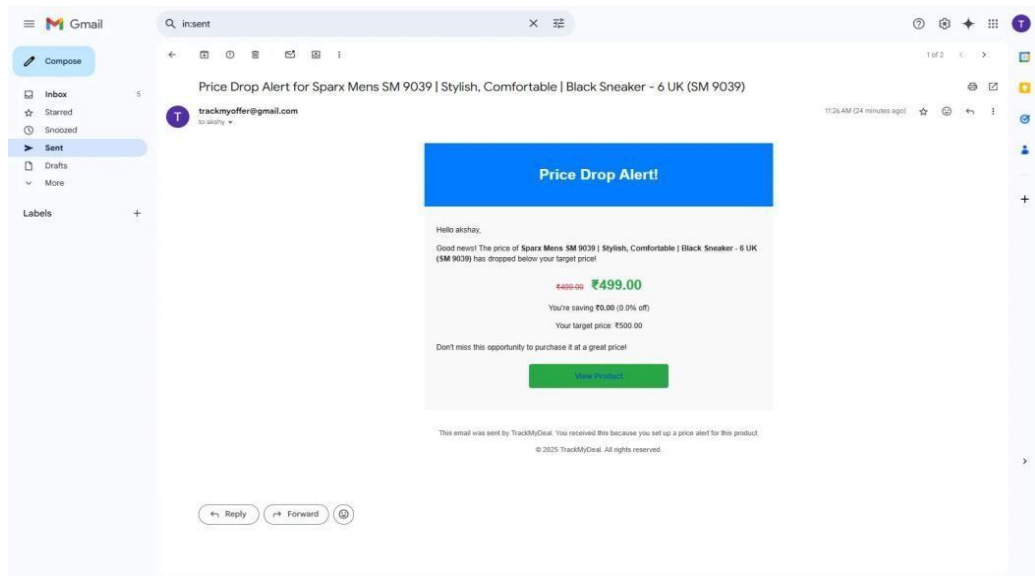 Gmail
in:sent
Compose
1 of 2
Inbox 5
Starred
Snoozed
Sent
Drafts
More
Labels
Price Drop Alert for Sparx Mens SM 9039 | Stylish, Comfortable | Black Sneaker - 6 UK (SM 9039)
T
trackmyoffer@gmail.com
to akshy
11:26 AM (24 minutes ago)
T
Price Drop Alert!
Hello akshay,
Good news! The price of Sparx Mens SM 9039 | Stylish, Comfortable | Black Sneaker - 6 UK
(SM 9039) has dropped below your target price!
₹499.00 ₹499.00
You're saving ₹0.00 (0.0% off)
Your target price: ₹500.00
Don't miss this opportunity to purchase it at a great price!
View Product
This email was sent by TrackMyDeal. You received this because you set up a price alert for this product.
© 2025 TrackMyDeal. All rights reserved.
Reply Forward